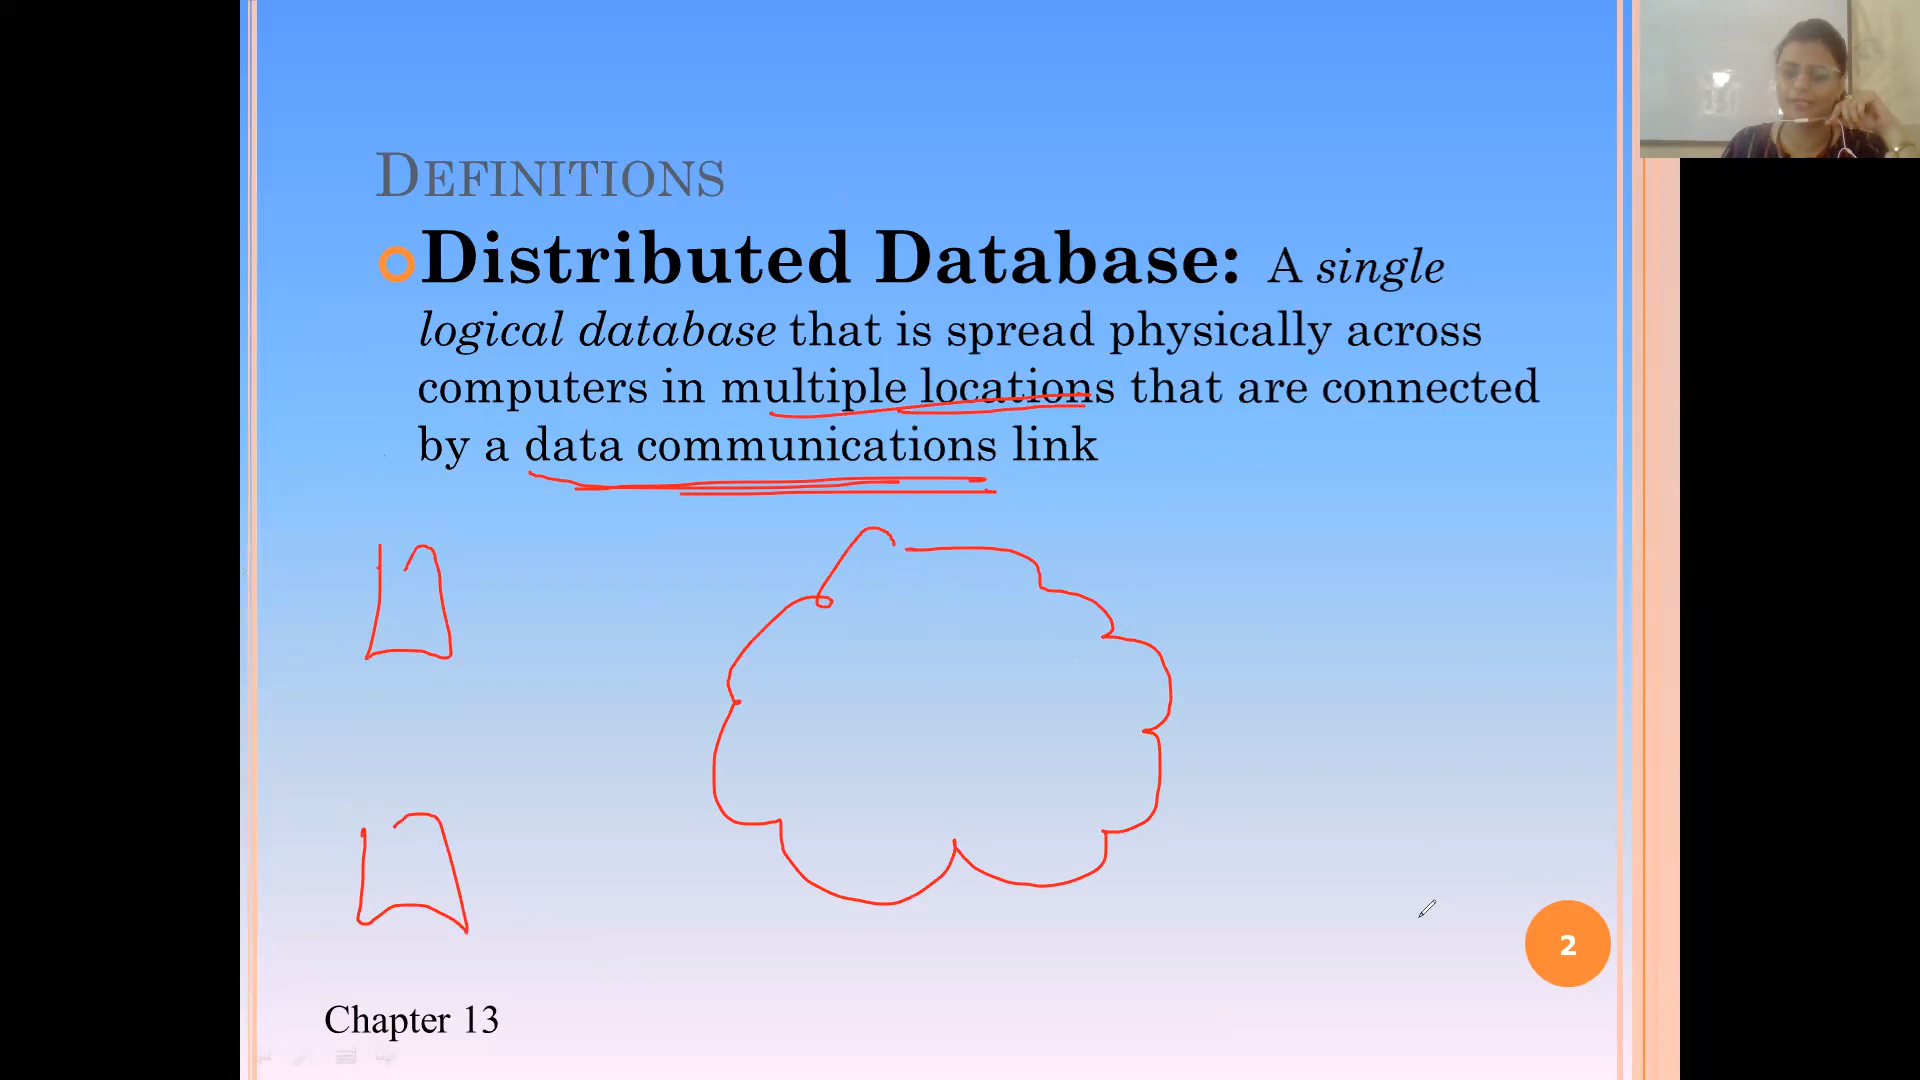 DEFINITIONS
Distributed Database: A single
logical database that is spread physically across
computers in multiple locations that are connected
by a data communications link
2
Chapter 13